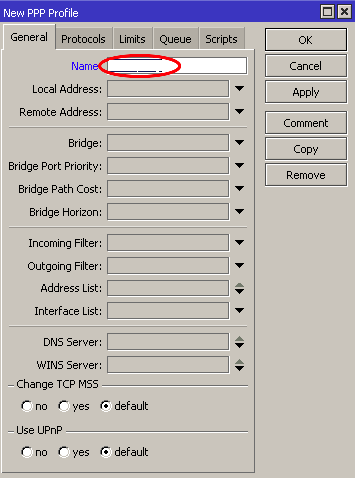 New PPP Profile
General Protocols Limits Queue Scripts
OK
Name
Cancel
Local Address:
Apply
Remote Address:
Comment
Bridge:
Copy
Bridge Port Priority:
Remove
Bridge Path Cost:
Bridge Horizon:
Incoming Filter:
Outgoing Filter:
Address List:
Interface List:
DNS Server:
WINS Server:
Change TCP MSS
no yes default
Use UPnP
no yes default